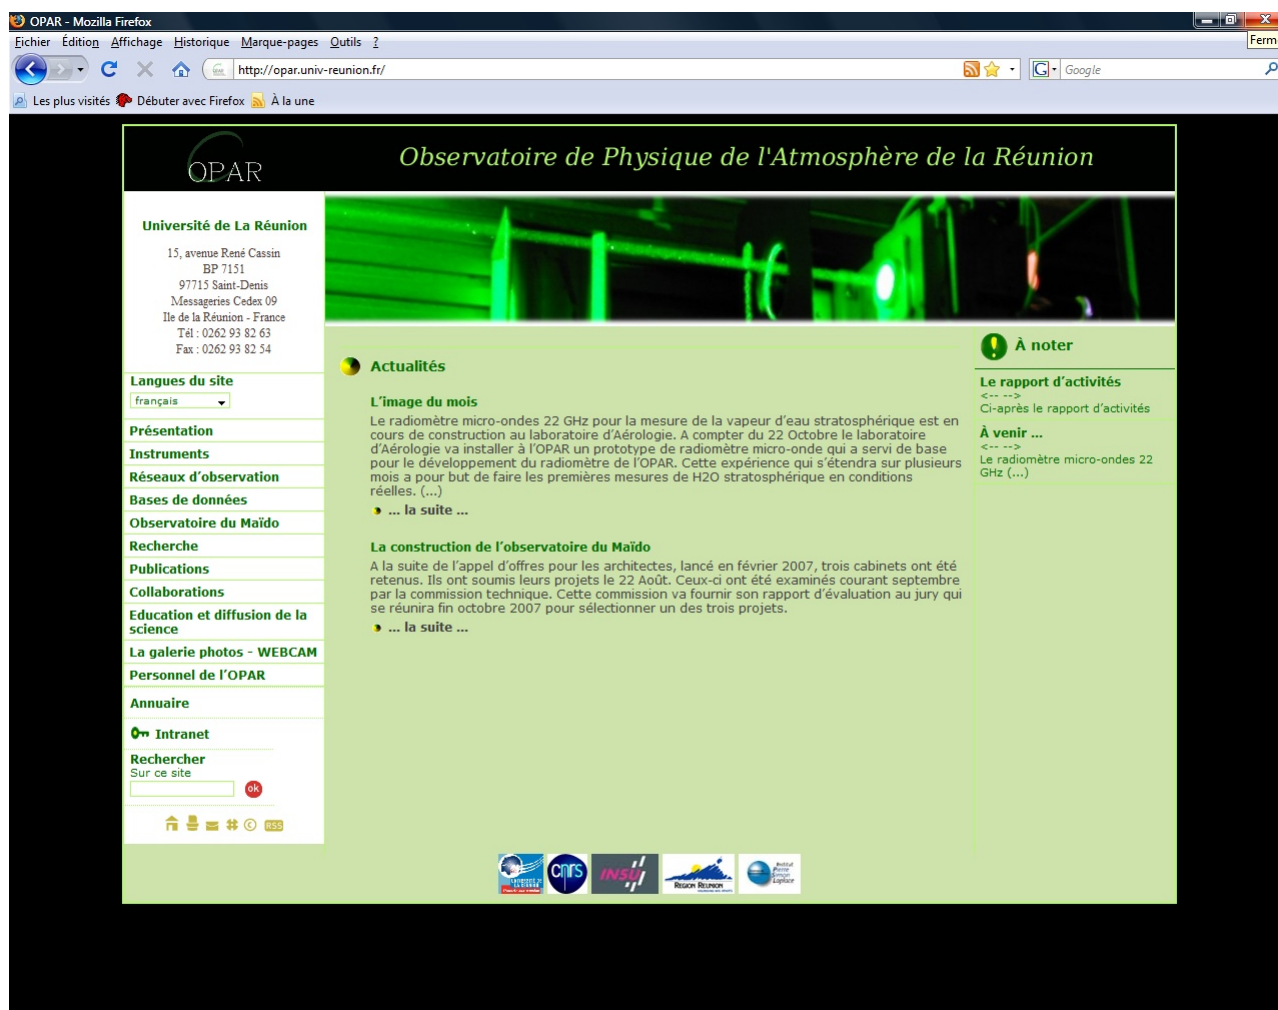 OPAR - Mozilla Firefox
Fichier Édition Affichage Historique Marque-pages Outils ?
Ferm
http://opar.univ-reunion.fr/
G Google
Les plus visités Débuter avec Firefox À la une
OPAR
Observatoire de Physique de l'Atmosphère de la Réunion
Université de La Réunion
15, avenue René Cassin
BP 7151
97715 Saint-Denis
Messageries Cedex 09
Ile de la Réunion - France
Tél : 0262 93 82 63
Fax : 0262 93 82 54
Langues du site
français
Présentation
Instruments
Réseaux d'observation
Bases de données
Observatoire du Maïdo
Recherche
Publications
Collaborations
Education et diffusion de la
science
La galerie photos - WEBCAM
Personnel de l'OPAR
Annuaire
Intranet
Rechercher
Sur ce site
ok
RSS
Actualités
L'image du mois
Le radiomètre micro-ondes 22 GHz pour la mesure de la vapeur d'eau stratosphérique est en
cours de construction au laboratoire d'Aérologie. A compter du 22 Octobre le laboratoire
d'Aérologie va installer à l'OPAR un prototype de radiomètre micro-onde qui a servi de base
pour le développement du radiomètre de l'OPAR. Cette expérience qui s'étendra sur plusieurs
mois a pour but de faire les premières mesures de H2O stratosphérique en conditions
réelles. (...)
... la suite ...
La construction de l'observatoire du Maïdo
A la suite de l'appel d'offres pour les architectes, lancé en février 2007, trois cabinets ont été
retenus. Ils ont soumis leurs projets le 22 Août. Ceux-ci ont été examinés courant septembre
par la commission technique. Cette commission va fournir son rapport d'évaluation au jury qui
se réunira fin octobre 2007 pour sélectionner un des trois projets.
... la suite ...
À noter
Le rapport d'activités
<-- -->
Ci-après le rapport d'activités
À venir ...
<-- -->
Le radiomètre micro-ondes 22
GHz (...)
UNIVERSITÉ DE
LA RÉUNION
cnrs
INSU
REGION REUNION
Institut
Pierre
Simon
Laplace